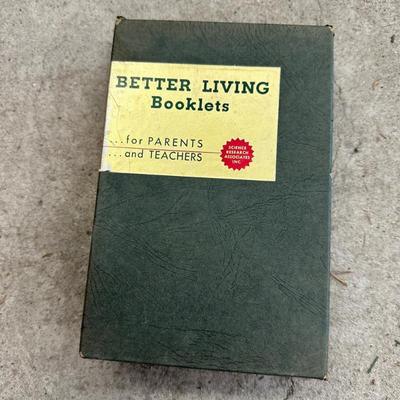 BETTER LIVING
Booklets
...for PARENTS
...and TEACHERS
SCIENCE
RESEARCH
ASSOCIATES
INC.